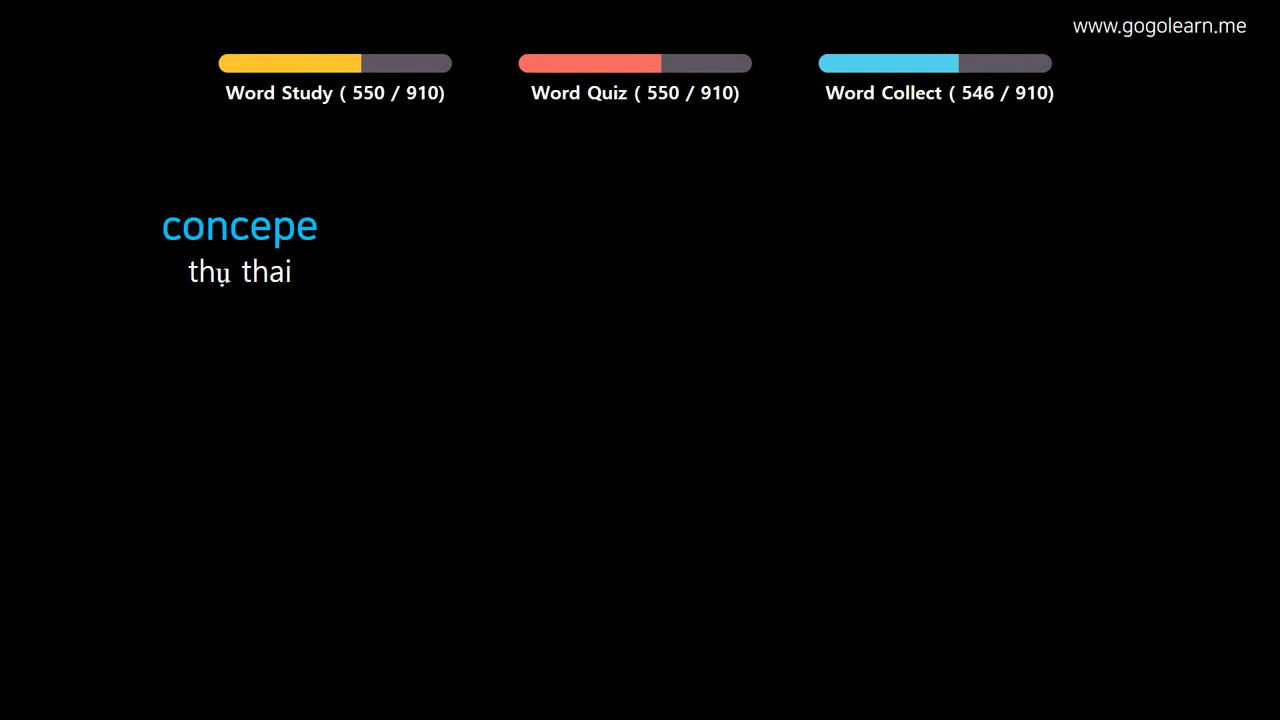 www.gogolearn.me
Word Study ( 550 / 910)
Word Quiz ( 550 / 910)
Word Collect ( 546 / 910)
concepe
thụ thai